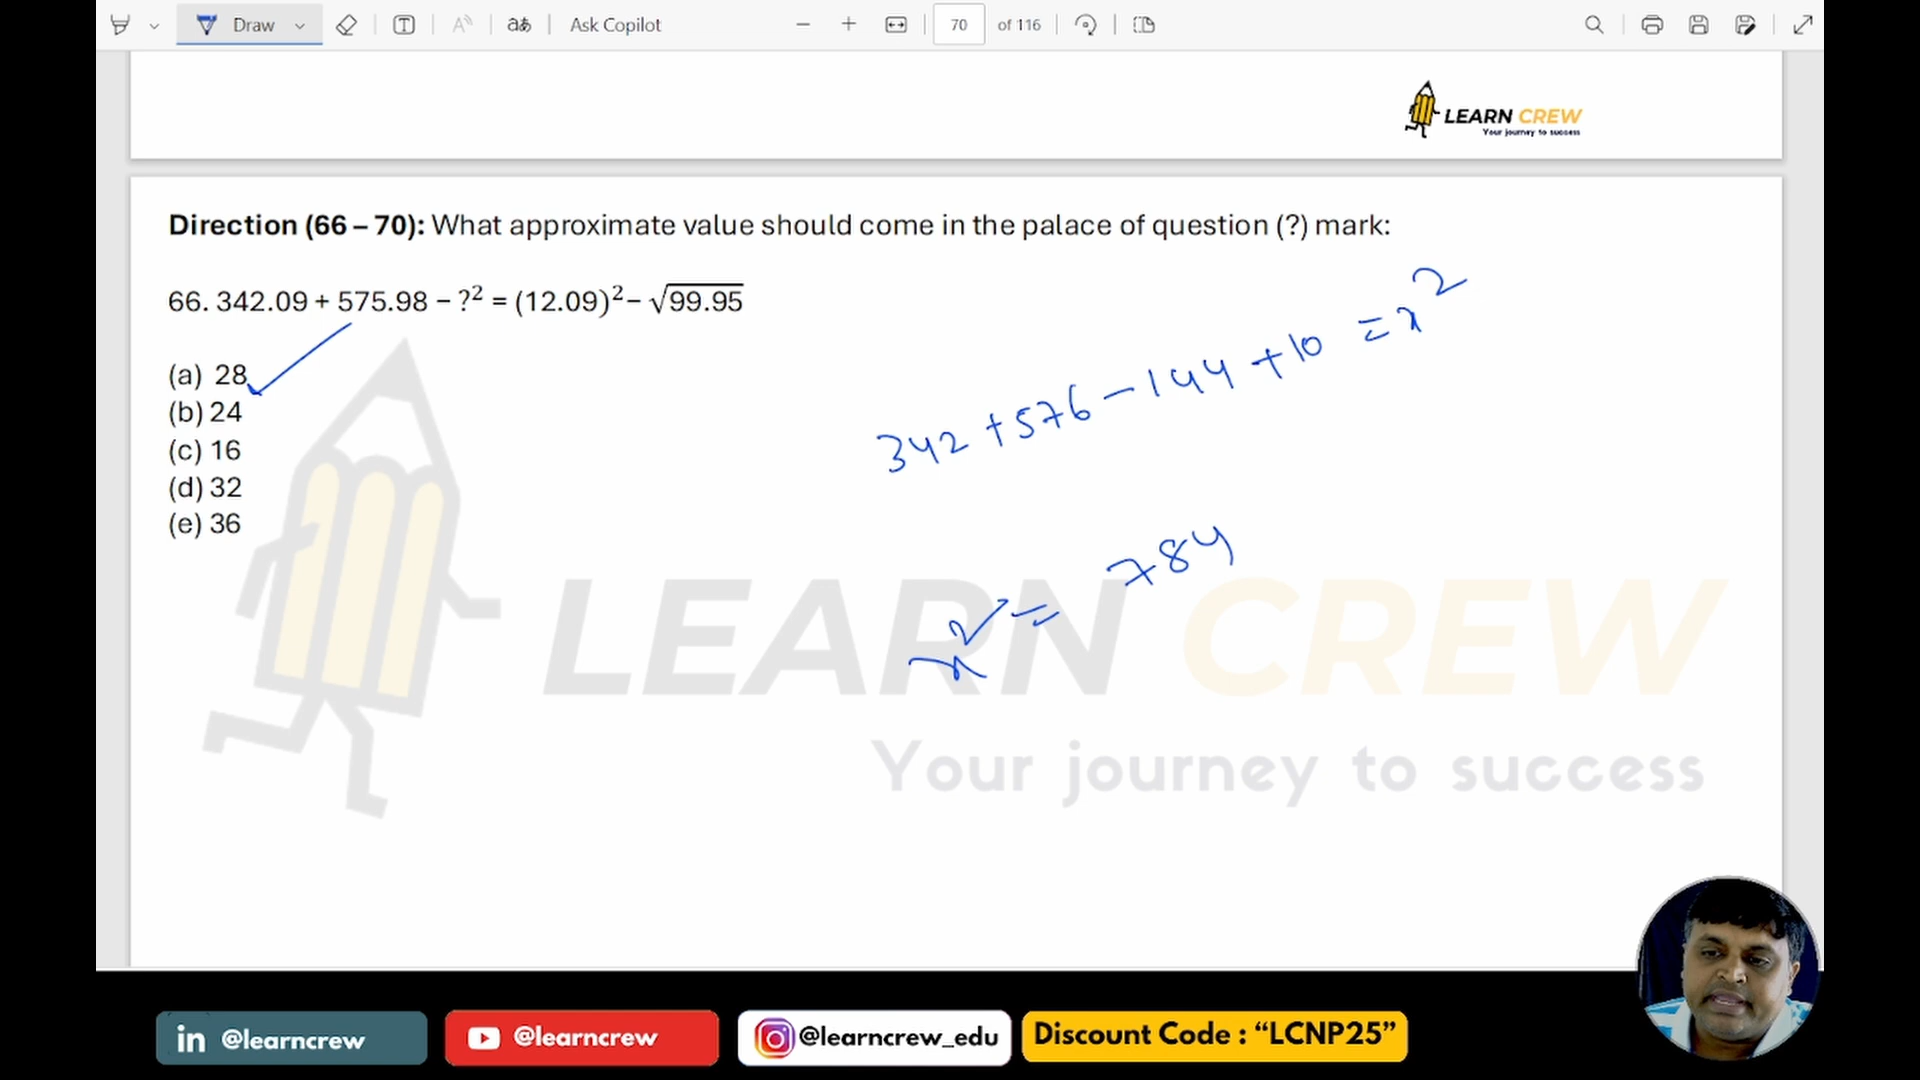 Draw
Ask Copilot
70 of 116
LEARN CREW
Your journey to success
Direction (66 – 70): What approximate value should come in the palace of question (?) mark:
66. 342.09 + 575.98 − ?² = (12.09)²− √99.95
342 + 576 − 144 + 10 = x²
(a) 28
(b) 24
(c) 16
(d) 32
(e) 36
x² = 784
LEARN CREW
Your journey to success
in @learncrew
@learncrew
@learncrew_edu
Discount Code : “LCNP25”